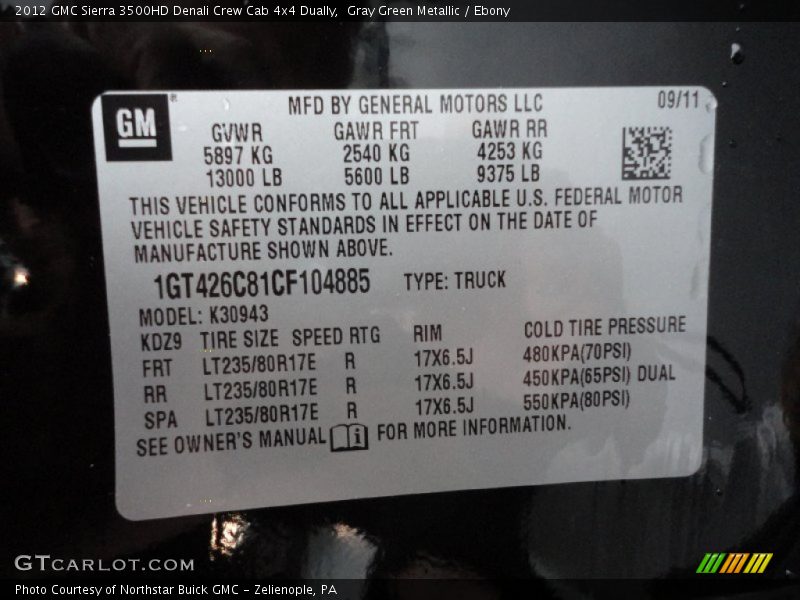 2012 GMC Sierra 3500HD Denali Crew Cab 4x4 Dually,  Gray Green Metallic / Ebony
GM ®
MFD BY GENERAL MOTORS LLC 09/11
GVWR GAWR FRT GAWR RR
5897 KG 2540 KG 4253 KG
13000 LB 5600 LB 9375 LB
THIS VEHICLE CONFORMS TO ALL APPLICABLE U.S. FEDERAL MOTOR
VEHICLE SAFETY STANDARDS IN EFFECT ON THE DATE OF
MANUFACTURE SHOWN ABOVE.
1GT426C81CF104885 TYPE: TRUCK
MODEL: K30943
KDZ9 TIRE SIZE SPEED RTG RIM COLD TIRE PRESSURE
FRT LT235/80R17E R 17X6.5J 480KPA(70PSI)
RR LT235/80R17E R 17X6.5J 450KPA(65PSI) DUAL
SPA LT235/80R17E R 17X6.5J 550KPA(80PSI)
SEE OWNER'S MANUAL i FOR MORE INFORMATION.
GTCARLOT.COM
Photo Courtesy of Northstar Buick GMC - Zelienople, PA